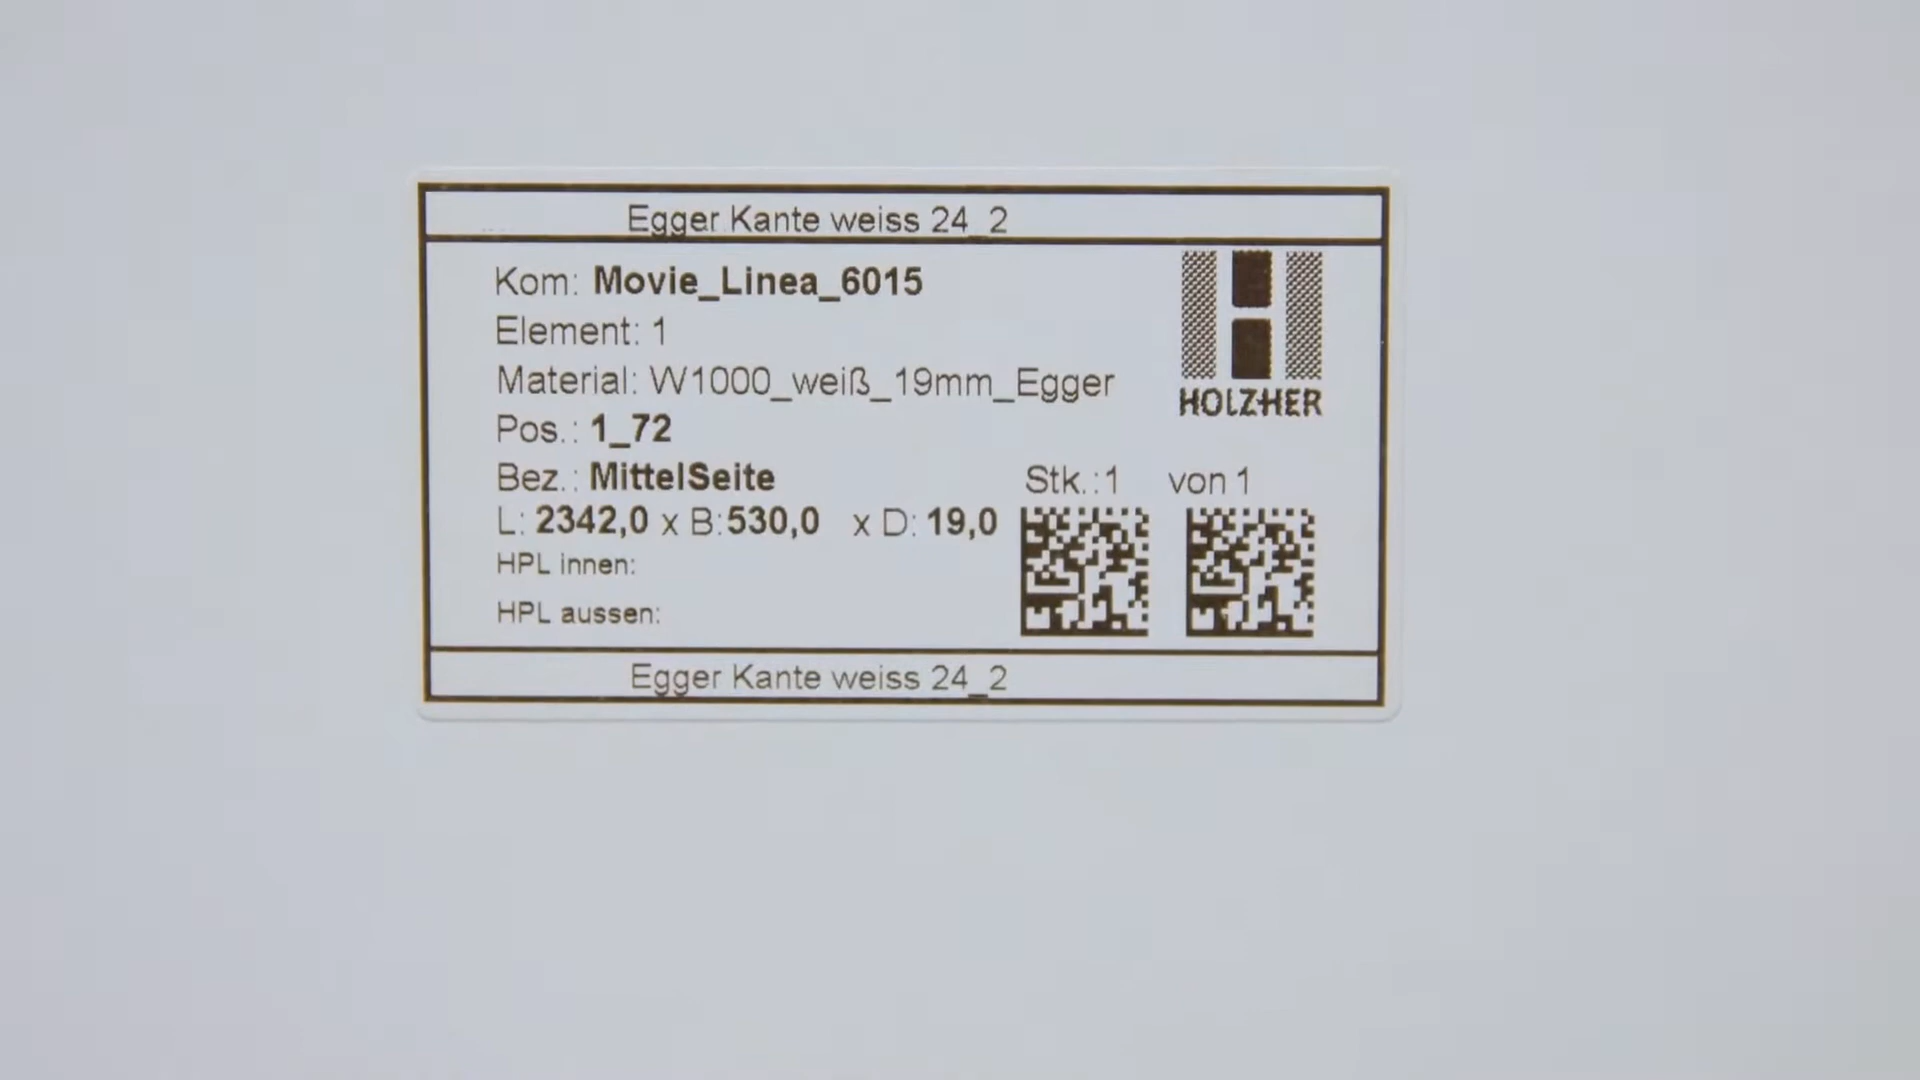 Egger Kante weiss 24_2
Kom: Movie_Linea_6015
Element: 1
Material: W1000_weiß_19mm_Egger
HOLZHER
Pos.: 1_72
Bez.: MittelSeite
Stk.:1 von 1
L: 2342,0 x B:530,0 x D: 19,0
HPL innen:
HPL aussen:
Egger Kante weiss 24_2